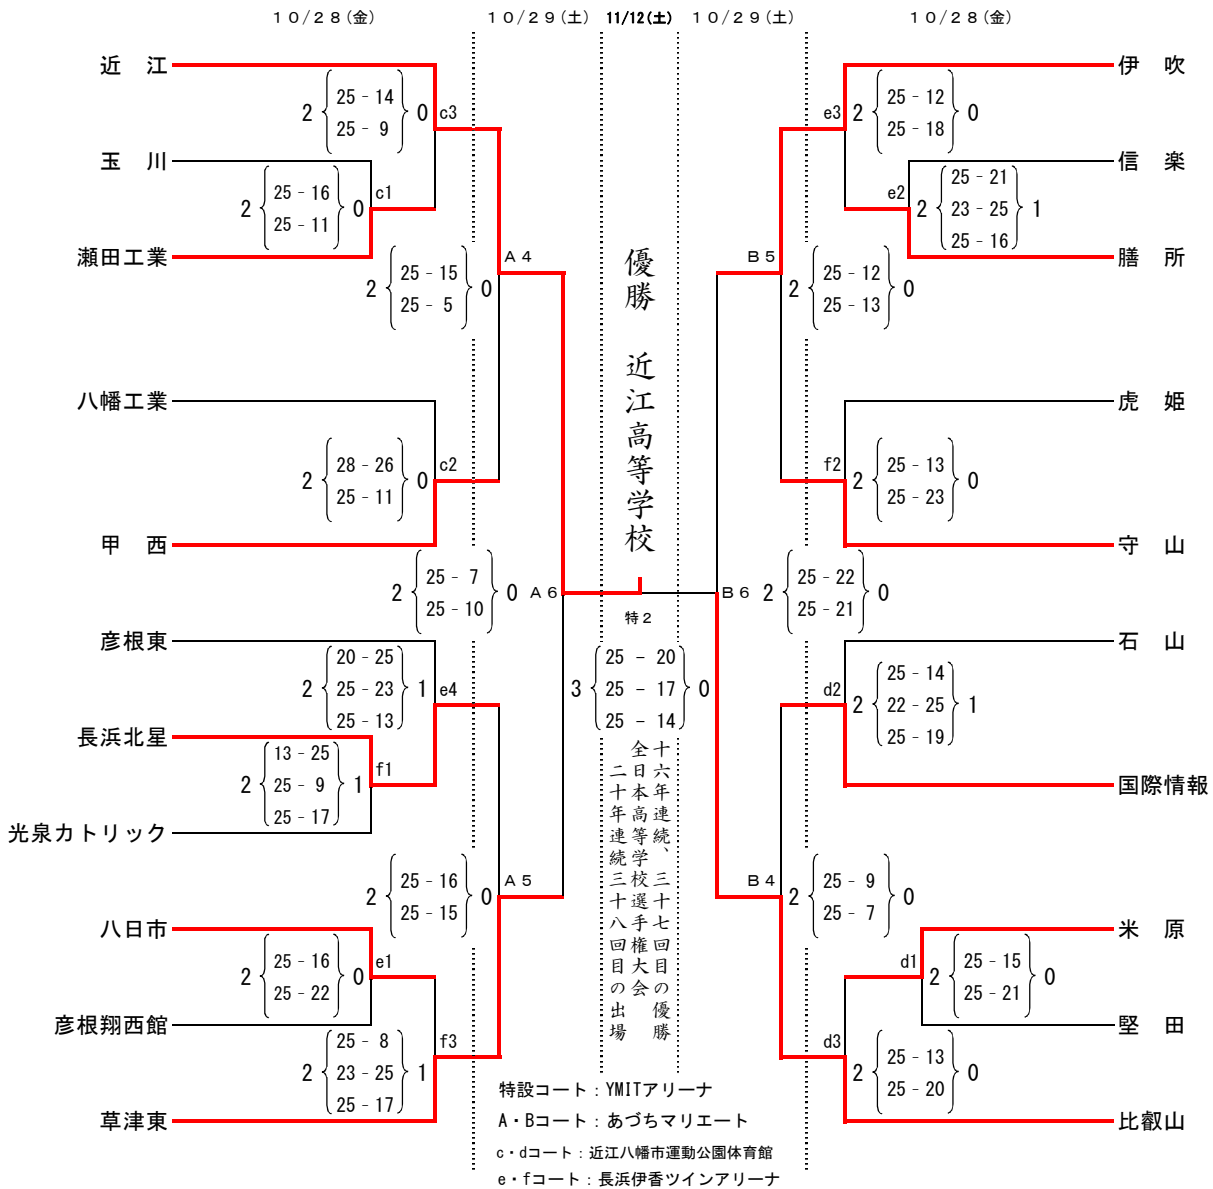 １０/２８(金)
１０/２９(土)
11/12(土)
１０/２９(土)
１０/２８(金)
近　江
2 25 - 14 0
25 - 9
c3
玉　川
2 25 - 16 0
25 - 11
c1
瀬田工業
2 25 - 15 0
25 - 5
A４
八幡工業
2 28 - 26 0
25 - 11
c2
甲　西
2 25 - 7 0
25 - 10
A６
彦根東
20 - 25
2 25 - 23 1
25 - 13
e4
長浜北星
13 - 25
2 25 - 9 1
25 - 17
f1
光泉カトリック
2 25 - 16 0
25 - 15
A５
八日市
2 25 - 16 0
25 - 22
e1
彦根翔西館
25 - 8
2 23 - 25 1
25 - 17
f3
草津東
優勝　近江高等学校
特２
25 - 20
3 25 - 17 0
25 - 14
十六年連続、三十七回目の優勝
全日本高等学校選手権大会
二十年連続三十八回目の出場
伊　吹
e3
2 25 - 12 0
25 - 18
信　楽
e2
25 - 21
2 23 - 25 1
25 - 16
膳　所
B５
2 25 - 12 0
25 - 13
虎　姫
f2
2 25 - 13 0
25 - 23
守　山
B６
2 25 - 22 0
25 - 21
石　山
d2
25 - 14
2 22 - 25 1
25 - 19
国際情報
B４
2 25 - 9 0
25 - 7
米　原
d1
2 25 - 15 0
25 - 21
堅　田
d3
2 25 - 13 0
25 - 20
比叡山
特設コート：YMITアリーナ
A・Bコート：あづちマリエート
c・dコート：近江八幡市運動公園体育館
e・fコート：長浜伊香ツインアリーナ